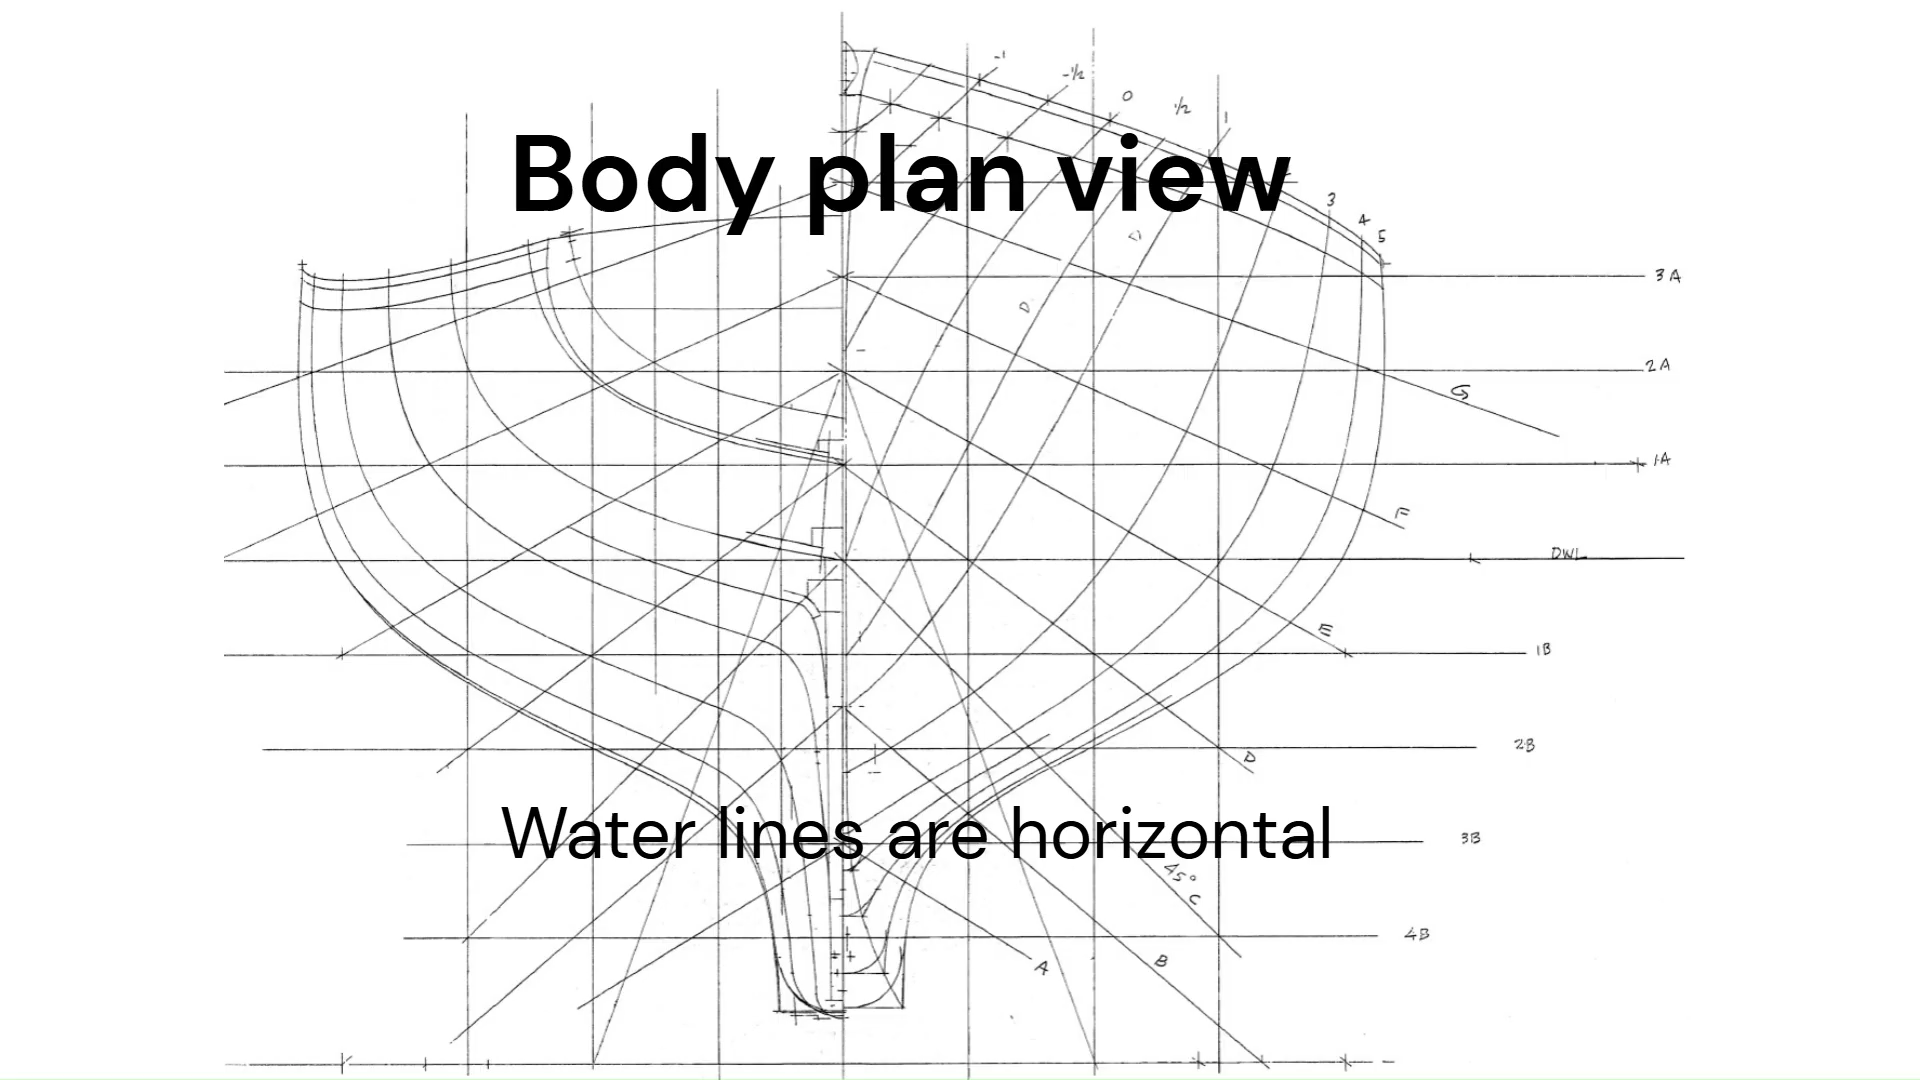 -1
-1/2
0
1/2
1
Body plan view
3
4
5
D
3A
D
2A
G
1A
F
DWL
E
1B
2B
D
Water lines are horizontal
3B
45°
C
4B
B
A